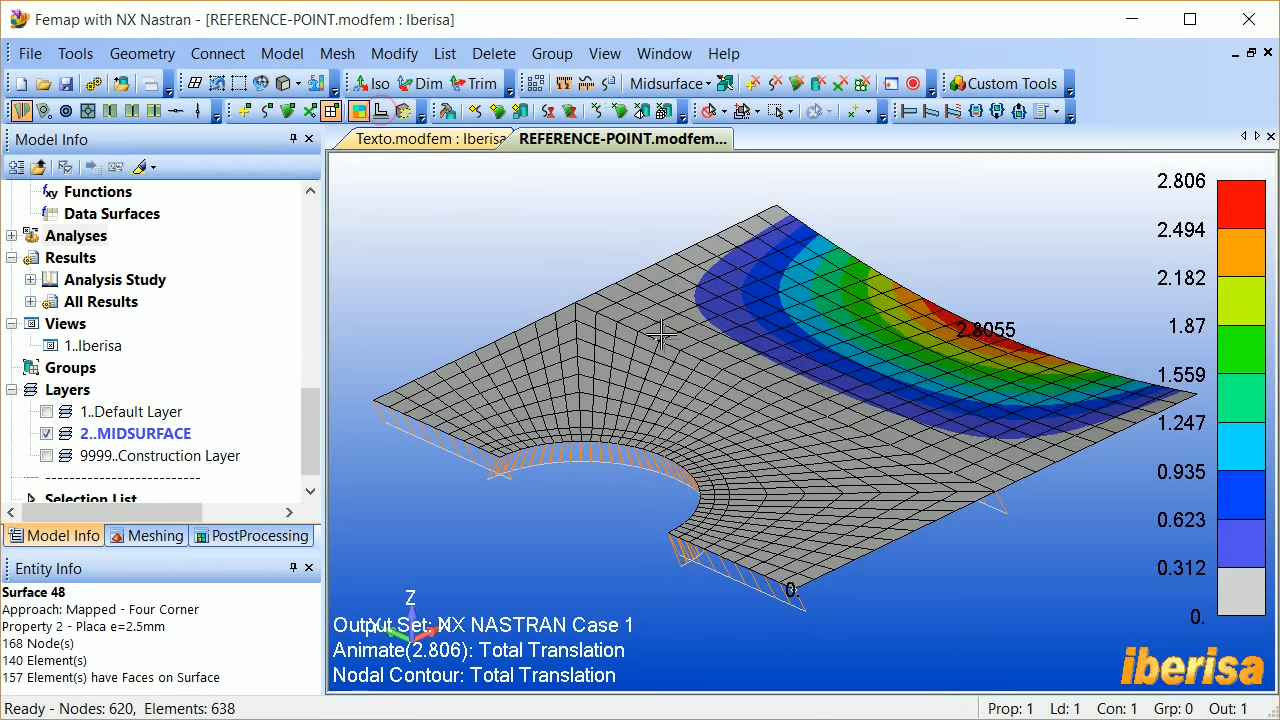 Femap with NX Nastran - [REFERENCE-POINT.modfem : Iberisa]
File Tools Geometry Connect Model Mesh Modify List Delete Group View Window Help
Iso Dim Trim Midsurface Custom Tools
Model Info
Texto.modfem : Iberisa REFERENCE-POINT.modfem...
Functions
Data Surfaces
Analyses
Results
Analysis Study
All Results
Views
1..Iberisa
Groups
Layers
1..Default Layer
2..MIDSURFACE
9999..Construction Layer
Selection List
Model Info Meshing PostProcessing
Entity Info
Surface 48
Approach: Mapped - Four Corner
Property 2 - Placa e=2.5mm
168 Node(s)
140 Element(s)
157 Element(s) have Faces on Surface
2.8055
0.
Z
Y X
Output Set: NX NASTRAN Case 1
Animate(2.806): Total Translation
Nodal Contour: Total Translation
2.806
2.494
2.182
1.87
1.559
1.247
0.935
0.623
0.312
0.
iberisa
Ready - Nodes: 620, Elements: 638
Prop: 1 Ld: 1 Con: 1 Grp: 0 Out: 1